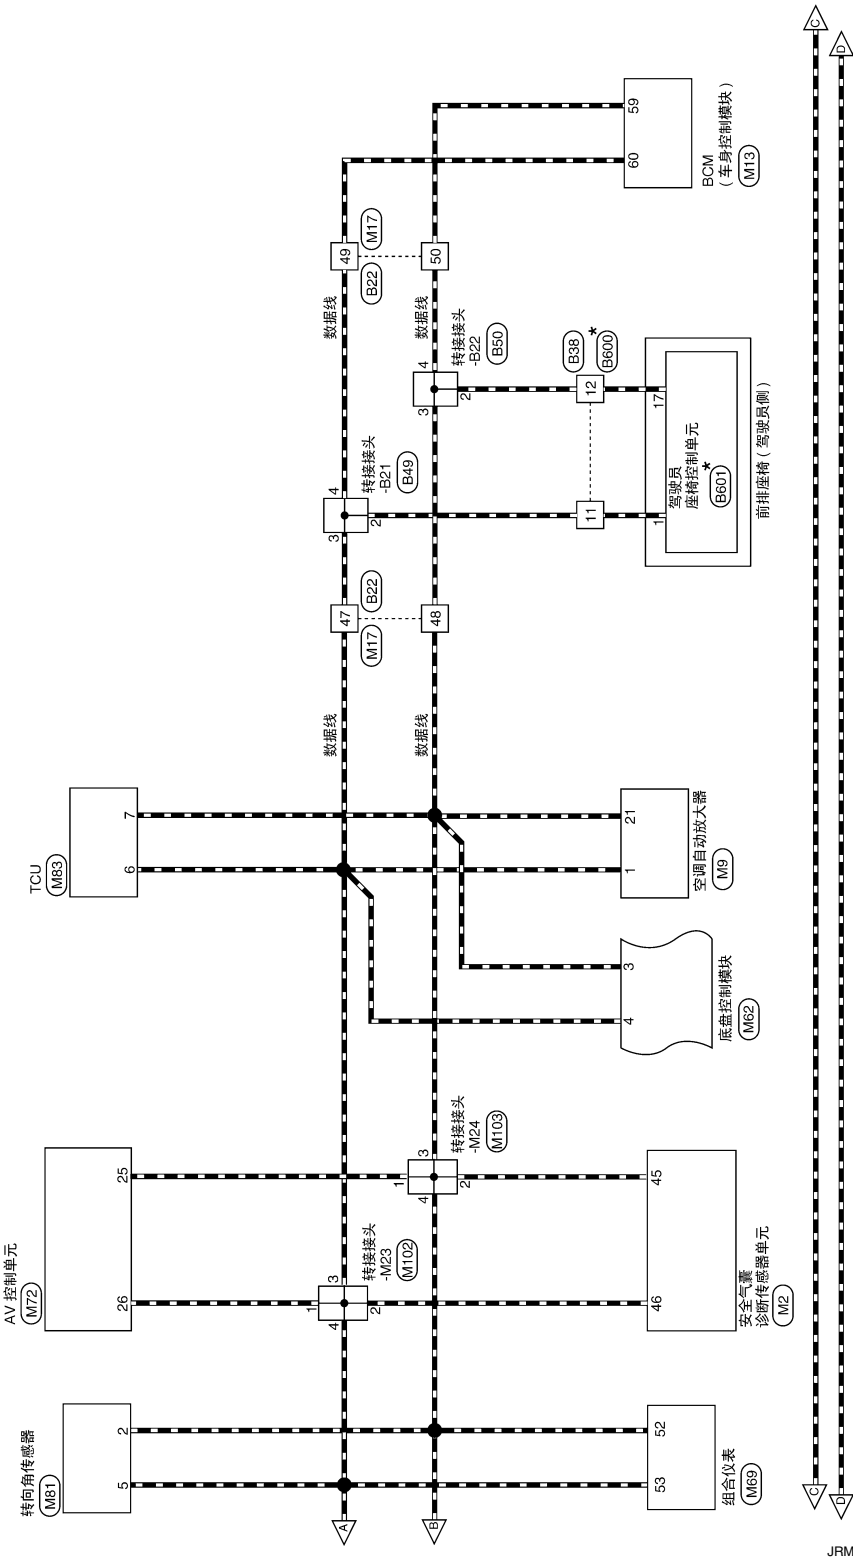 转向角传感器
M81
5
2
AV 控制单元
M72
26
25
TCU
M83
6
7
A
4
1
3
2
转接接头
-M23
M102
数据线
47
M17
B22
3
4
2
转接接头
-B21
B49
数据线
49
B22
M17
B
4
1
3
2
转接接头
-M24
M103
数据线
48
3
4
2
转接接头
-B22
B50
数据线
50
11
12
B38
*
B600
53
52
组合仪表
M69
46
45
安全气囊
诊断传感器单元
M2
4
3
底盘控制模块
M62
1
21
空调自动放大器
M9
1
17
驾驶员
座椅控制单元
*
B601
前排座椅(驾驶员侧)
60
59
BCM
(车身控制模块)
M13
C
C
D
D
JRM